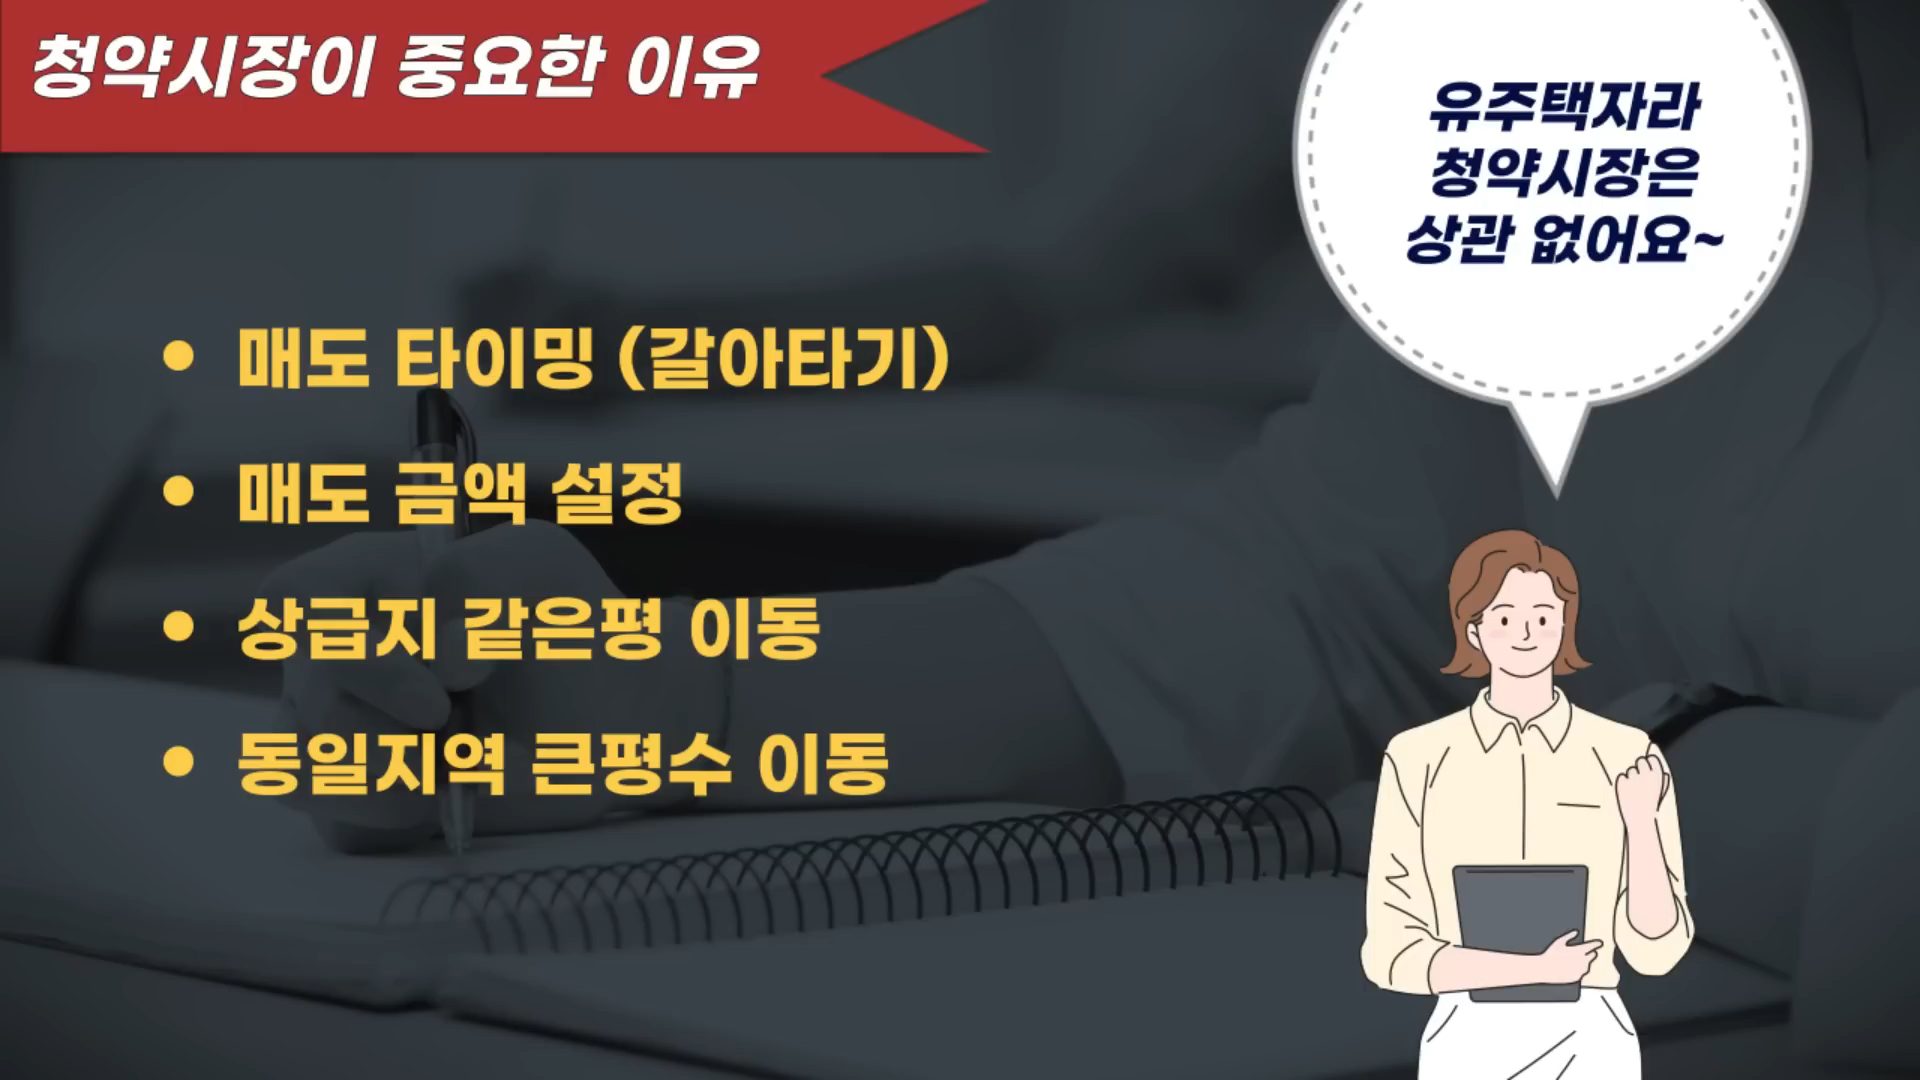 청약시장이 중요한 이유
유주택자라
청약시장은
상관 없어요~
• 매도 타이밍 (갈아타기)
• 매도 금액 설정
• 상급지 같은평 이동
• 동일지역 큰평수 이동